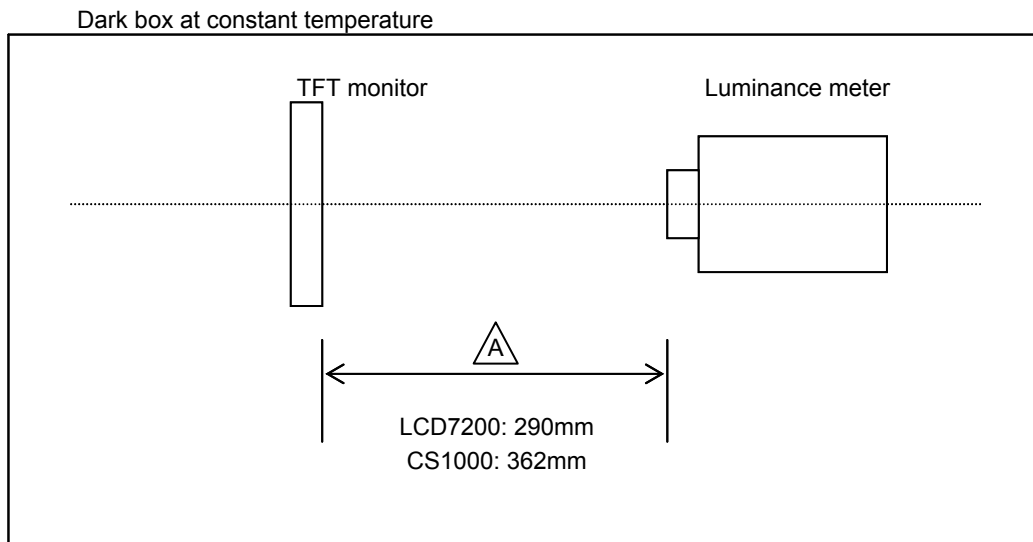 Dark box at constant temperature
TFT monitor
Luminance meter
A
LCD7200: 290mm
CS1000: 362mm